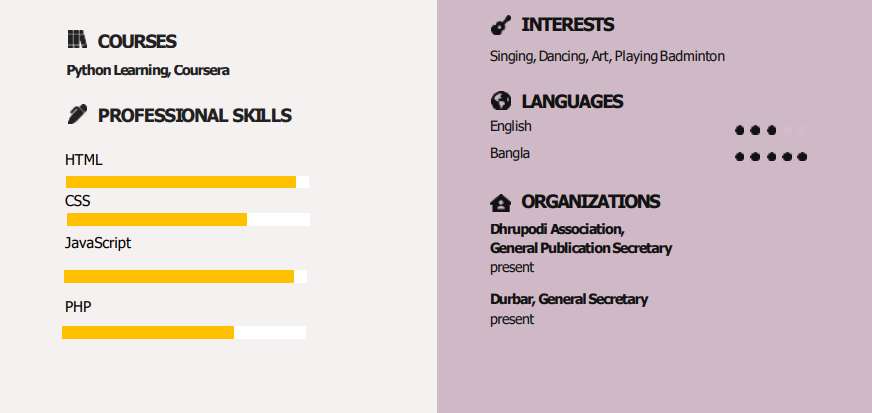 COURSES
Python Learning, Coursera
PROFESSIONAL SKILLS
HTML
CSS
JavaScript
PHP
INTERESTS
Singing, Dancing, Art, Playing Badminton
LANGUAGES
English
Bangla
ORGANIZATIONS
Dhrupodi Association,
General Publication Secretary
present
Durbar, General Secretary
present